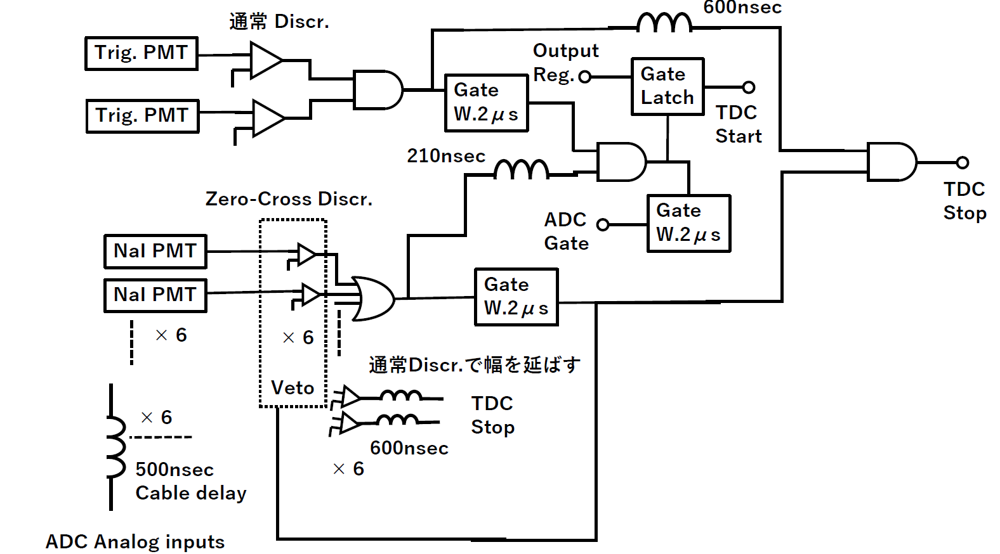 600nsec
通常 Discr.
Trig. PMT
Output
Reg.
Gate
Latch
Gate
W.2μs
Trig. PMT
TDC
Start
210nsec
TDC
Stop
Zero-Cross Discr.
ADC
Gate
Gate
W.2μs
NaI PMT
NaI PMT
Gate
W.2μs
× 6
× 6
通常Discr.で幅を延ばす
Veto
TDC
Stop
× 6
600nsec
× 6
500nsec
Cable delay
ADC Analog inputs